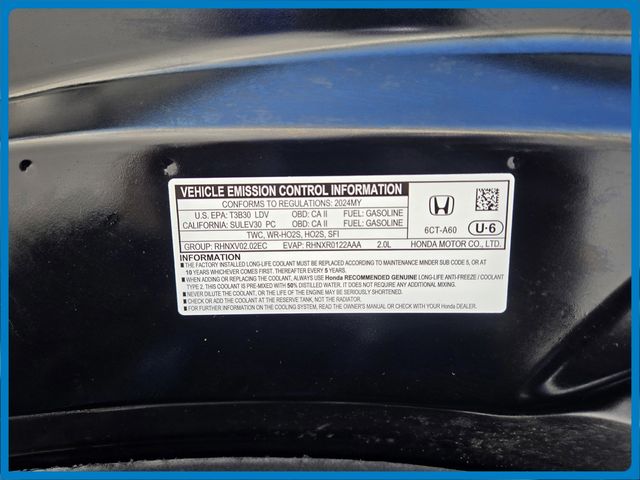 VEHICLE EMISSION CONTROL INFORMATION
CONFORMS TO REGULATIONS: 2024MY
U.S. EPA: T3B30 LDV OBD: CA II FUEL: GASOLINE
CALIFORNIA: SULEV30 PC OBD: CA II FUEL: GASOLINE
TWC, WR-HO2S, HO2S, SFI
GROUP: RHNXV02.02EC EVAP: RHNXR0122AAA 2.0L
6CT-A60 U-6
HONDA MOTOR CO., LTD.
INFORMATION
■ THE FACTORY INSTALLED LONG-LIFE COOLANT MUST BE REPLACED ACCORDING TO MAINTENANCE MINDER SUB CODE 5, OR AT
10 YEARS WHICHEVER COMES FIRST. THEREAFTER, EVERY 5 YEARS.
■ WHEN ADDING OR REPLACING THE COOLANT, ALWAYS USE Honda RECOMMENDED GENUINE LONG-LIFE ANTI-FREEZE / COOLANT
TYPE 2. THIS COOLANT IS PRE-MIXED WITH 50% DISTILLED WATER. IT DOES NOT REQUIRE ANY ADDITIONAL MIXING.
■ NEVER DILUTE THE COOLANT, OR THE LIFE OF THE ENGINE MAY BE SIGNIFICANTLY SHORTENED.
■ CHECK OR ADD THE COOLANT AT THE RESERVE TANK, NOT THE RADIATOR.
■ FOR FURTHER INFORMATION ON THE COOLING SYSTEM, READ THE OWNER'S MANUAL OR CHECK WITH YOUR Honda DEALER.